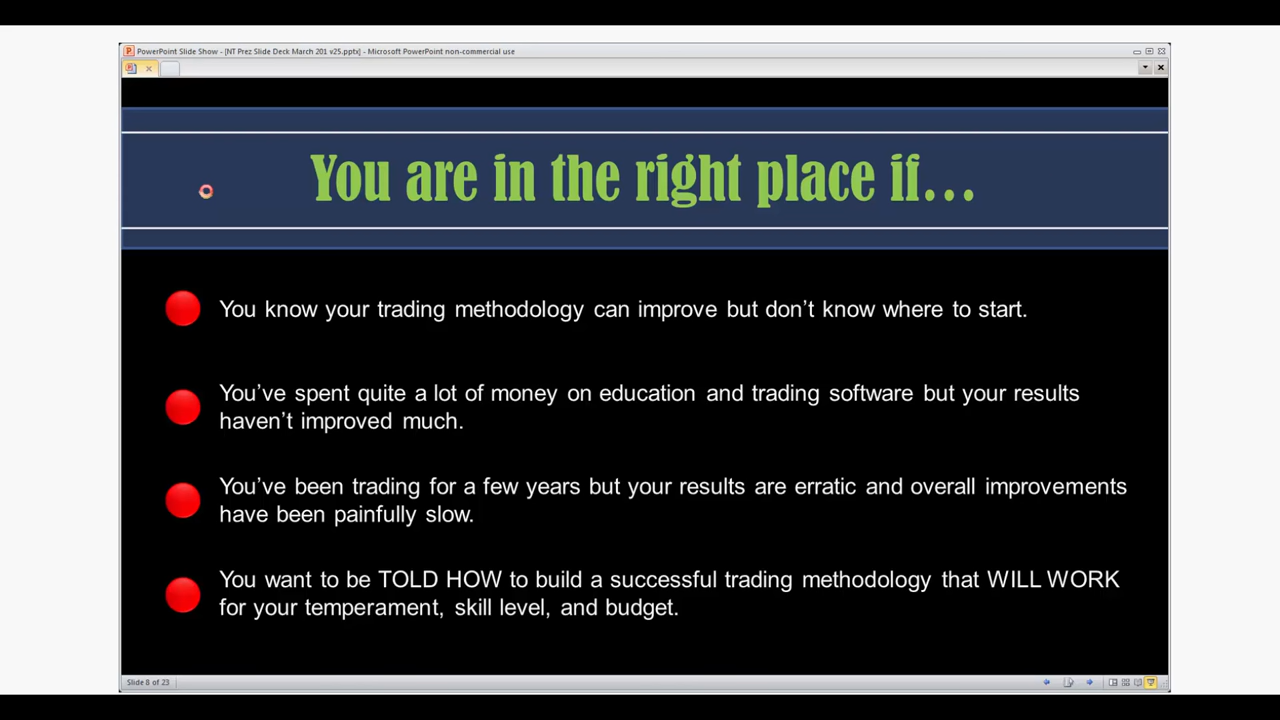 PowerPoint Slide Show - [NT Prez Slide Deck March 201 v25.pptx] - Microsoft PowerPoint non-commercial use
You are in the right place if…
You know your trading methodology can improve but don’t know where to start.
You’ve spent quite a lot of money on education and trading software but your results
haven’t improved much.
You’ve been trading for a few years but your results are erratic and overall improvements
have been painfully slow.
You want to be TOLD HOW to build a successful trading methodology that WILL WORK
for your temperament, skill level, and budget.
Slide 8 of 23